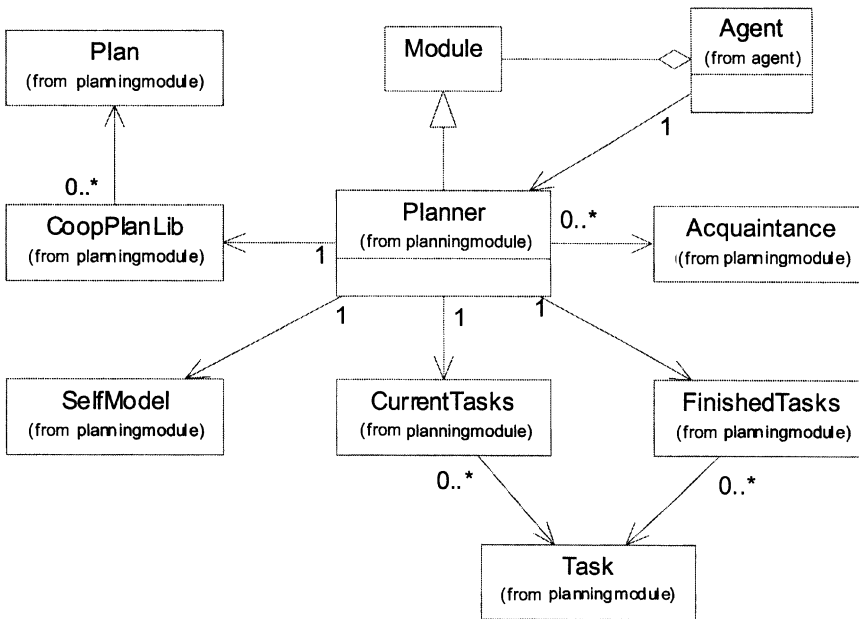 Plan
(from planningmodule)
Module
Agent
(from agent)
1
0..*
CoopPlanLib
(from planningmodule)
1
Planner
(from planningmodule)
0..*
Acquaintance
(from planningmodule)
1
1
1
SelfModel
(from planningmodule)
CurrentTasks
(from planningmodule)
FinishedTasks
(from planningmodule)
0..*
0..*
Task
(from planningmodule)